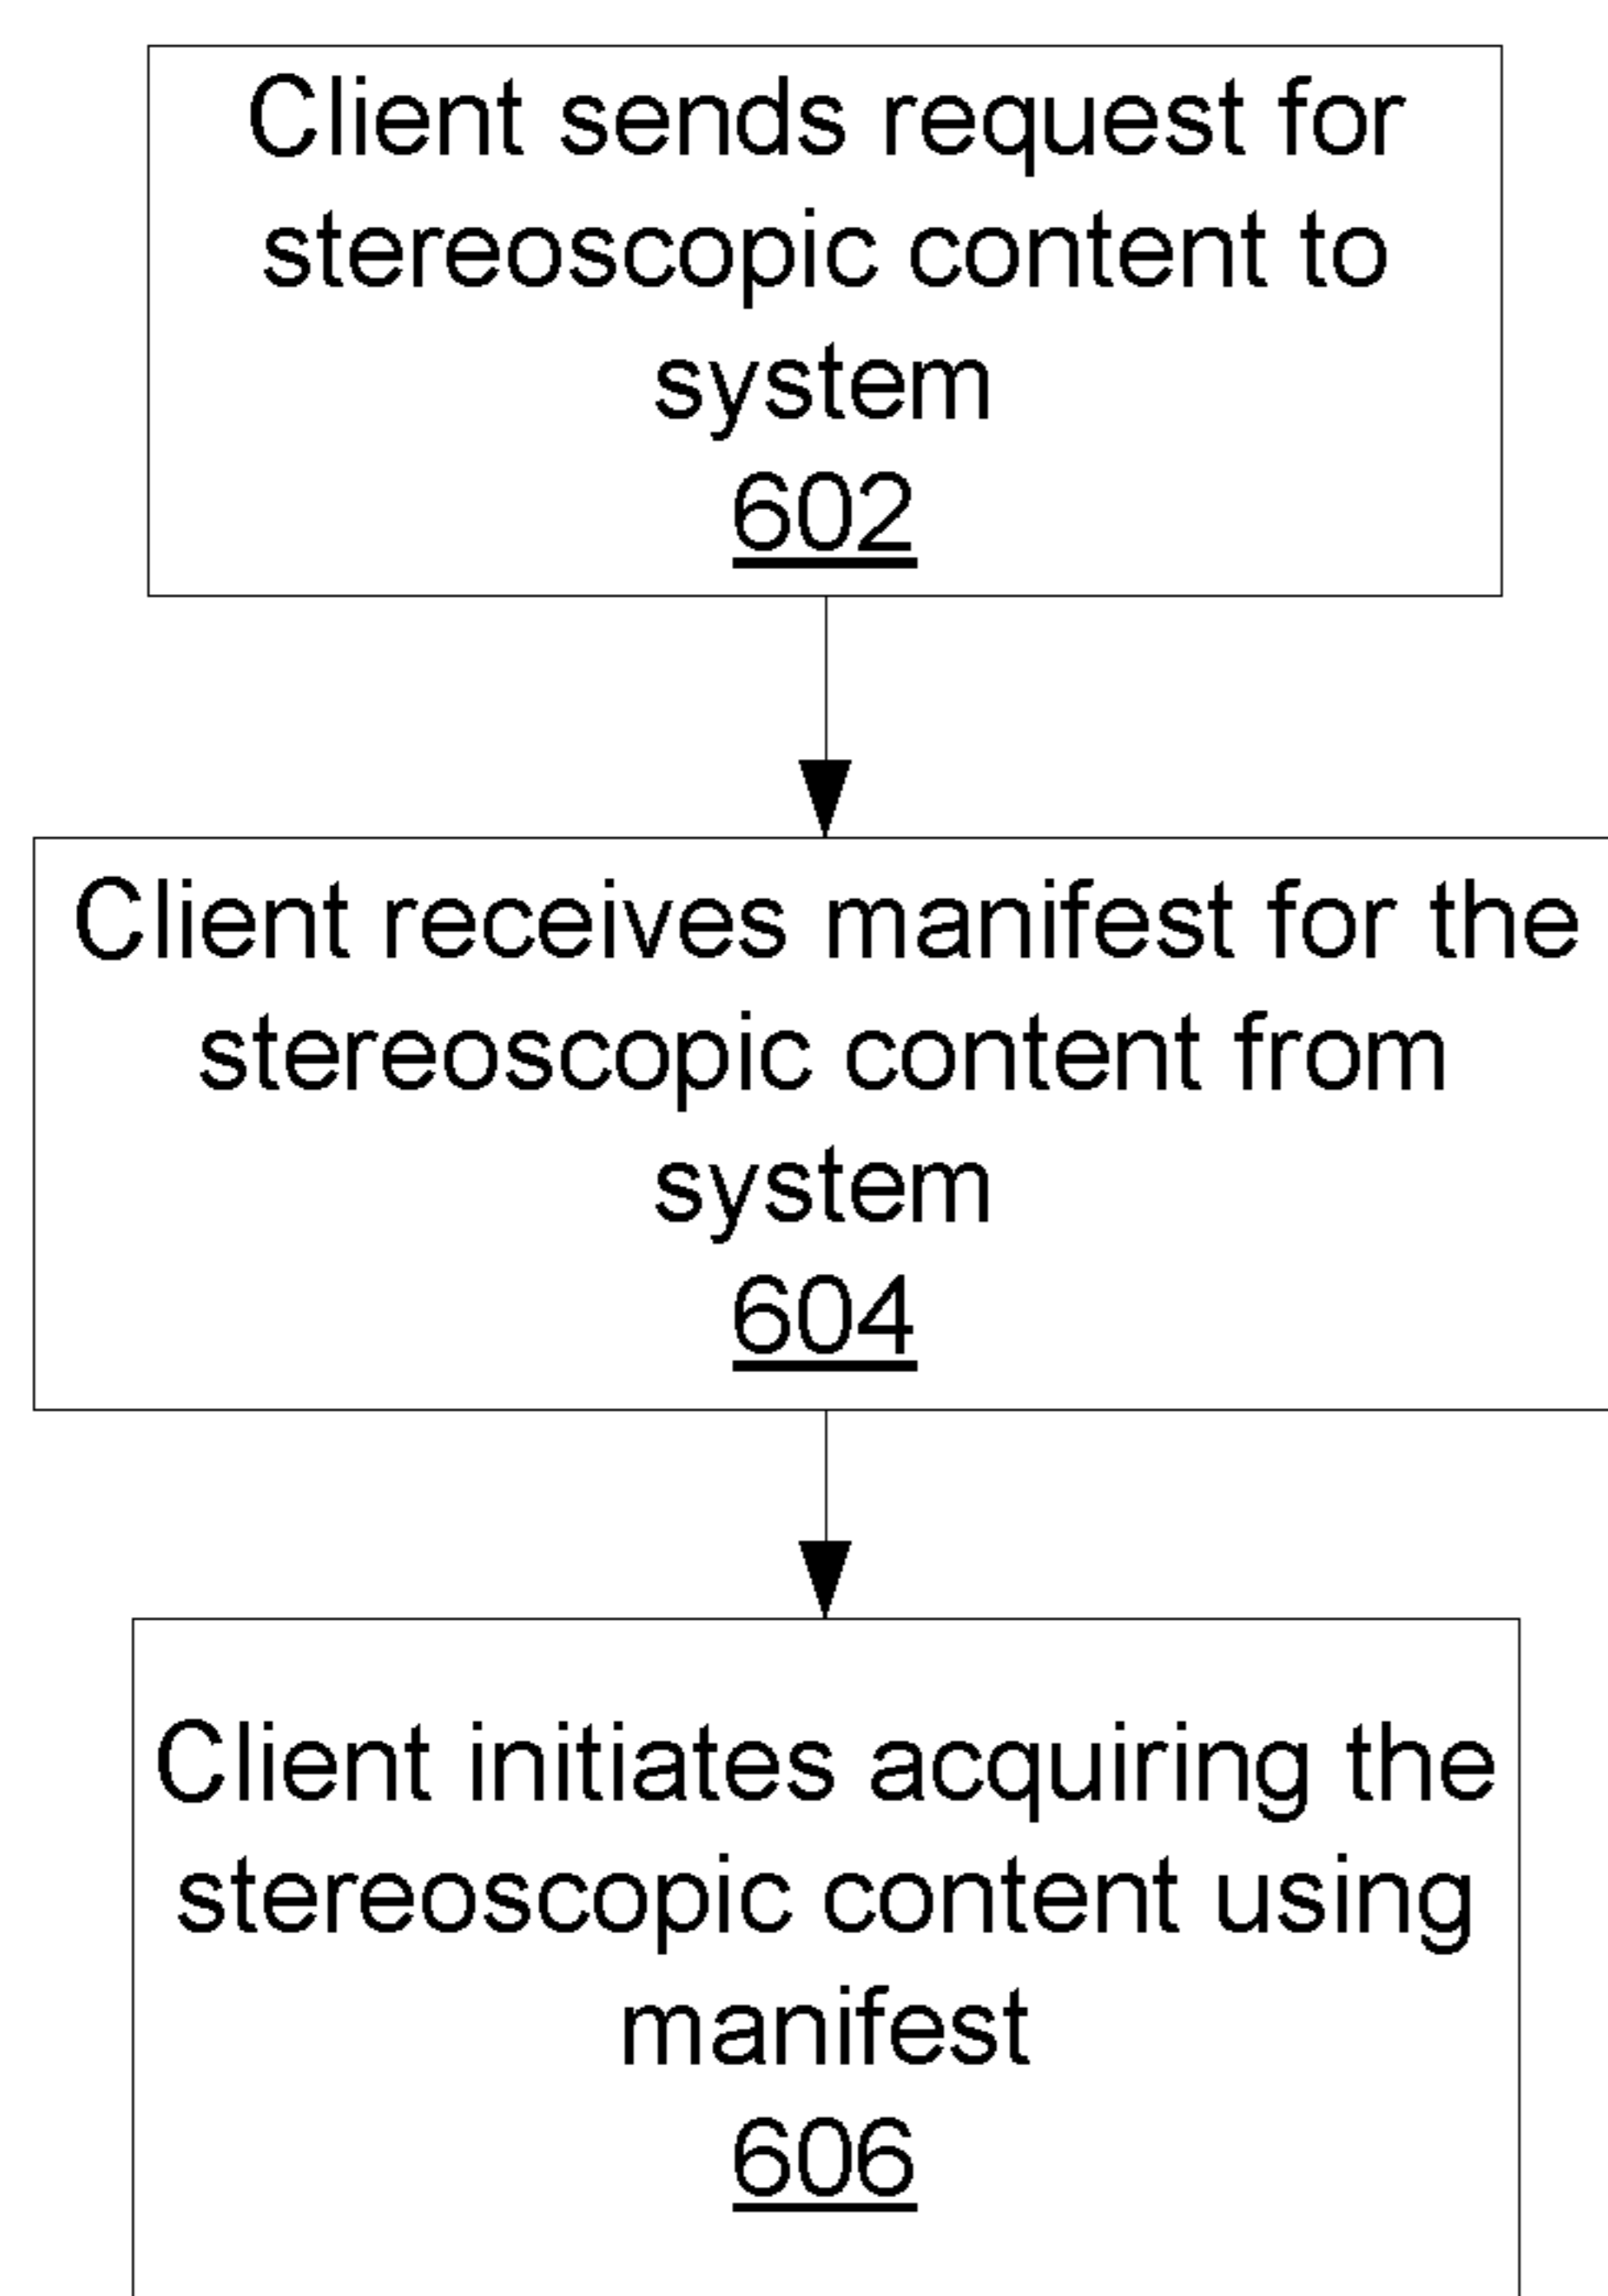 Client sends request for
stereoscopic content to
system
602
Client receives manifest for the
stereoscopic content from
system
604
Client initiates acquiring the
stereoscopic content using
manifest
606